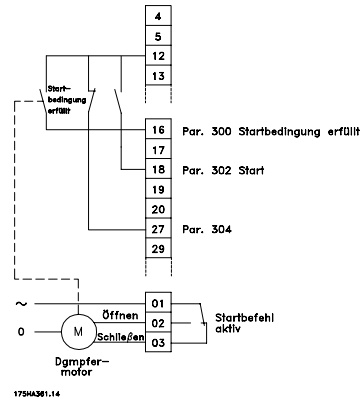 4
5
12
13
Start-
bedingung
erfüllt
16 Par. 300 Startbedingung erfüllt
17
18 Par. 302 Start
19
20
27 Par. 304
29
~ 01
Öffnen
0 M 02 Startbefehl
aktiv
Schließen 03
Dgmpfer-
motor
175HA361.14